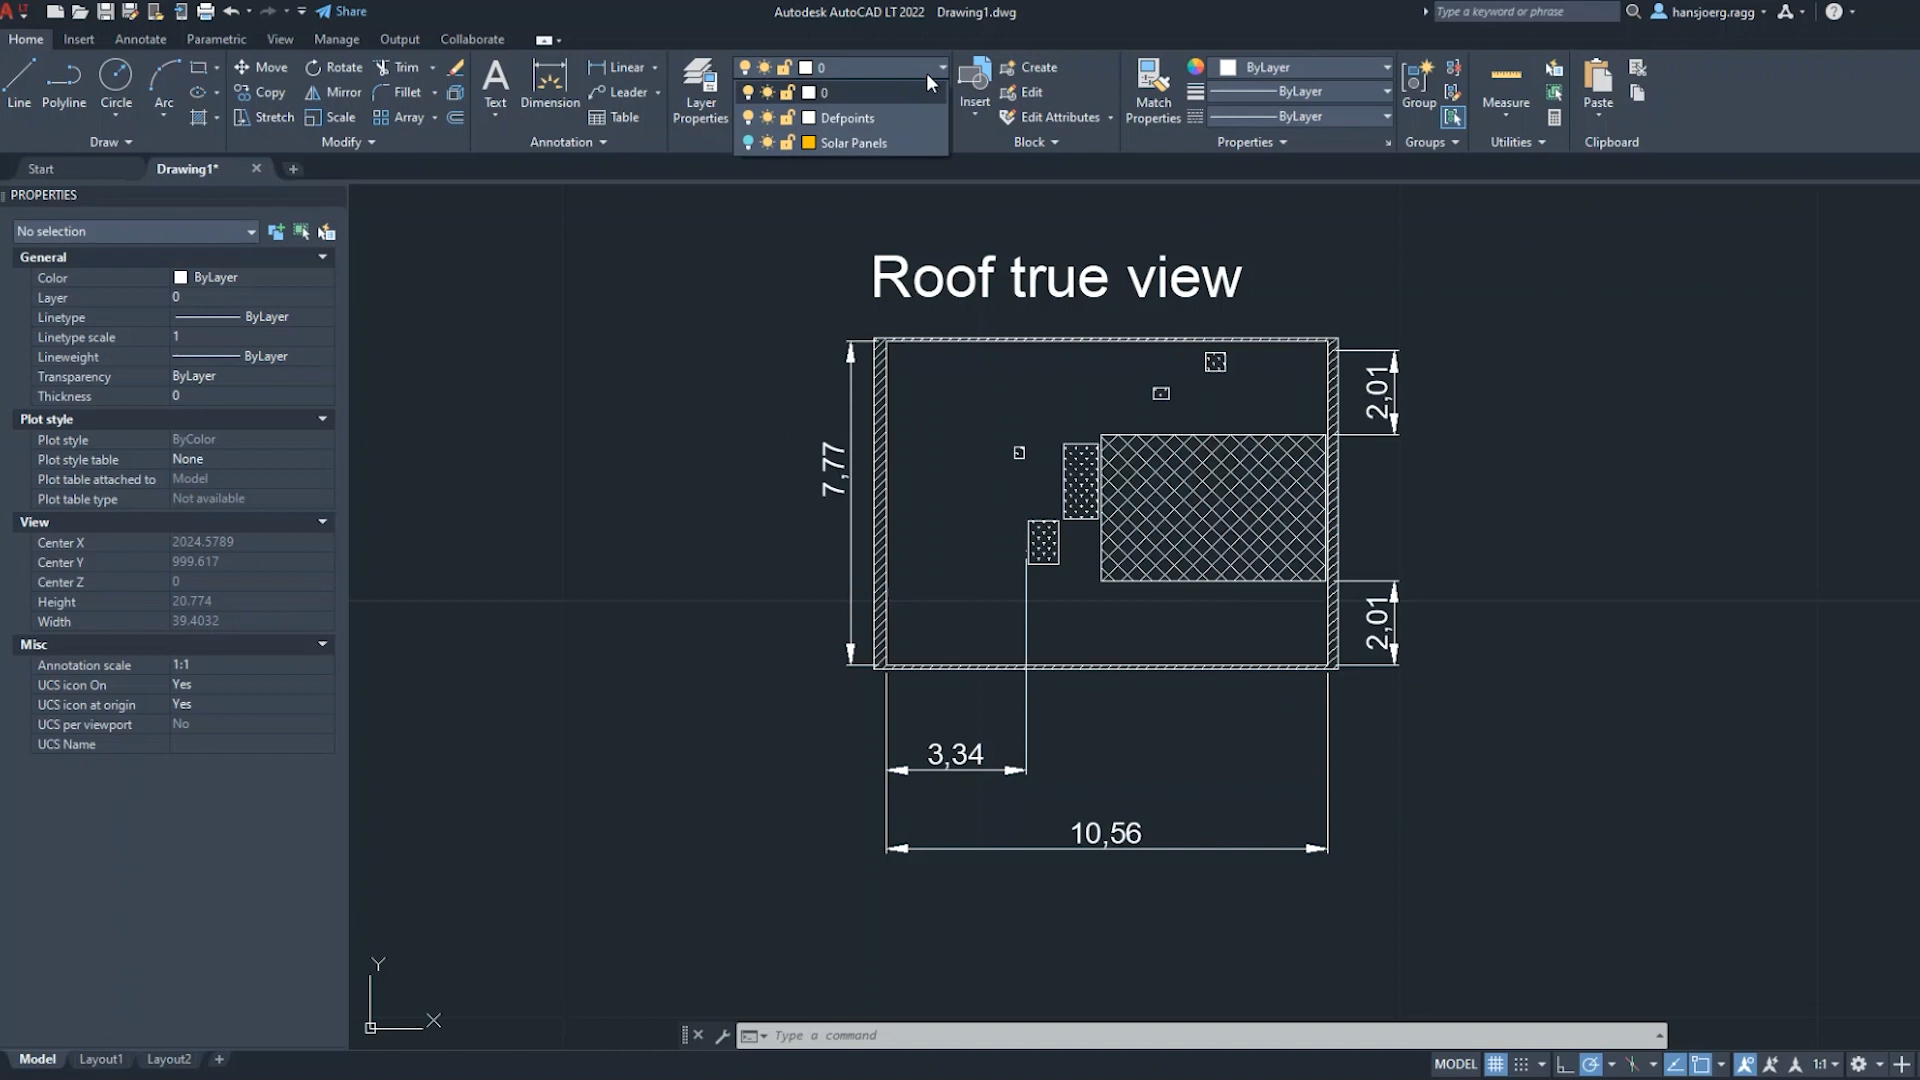 A LT
Share
Autodesk AutoCAD LT 2022 Drawing1.dwg
Type a keyword or phrase
hansjoerg.ragg
?
Home Insert Annotate Parametric View Manage Output Collaborate
Line Polyline Circle Arc
Draw
Move Rotate Trim
Copy Mirror Fillet
Stretch Scale Array
Modify
Text Dimension
Linear
Leader
Table
Annotation
Layer
Properties
0
0
Defpoints
Solar Panels
Insert
Create
Edit
Edit Attributes
Block
Match
Properties
ByLayer
ByLayer
ByLayer
Properties
Group
Groups
Measure
Utilities
Paste
Clipboard
Start Drawing1*
PROPERTIES
No selection
General
Color ByLayer
Layer 0
Linetype ByLayer
Linetype scale 1
Lineweight ByLayer
Transparency ByLayer
Thickness 0
Plot style
Plot style ByColor
Plot style table None
Plot table attached to Model
Plot table type Not available
View
Center X 2024.5789
Center Y 999.617
Center Z 0
Height 20.774
Width 39.4032
Misc
Annotation scale 1:1
UCS icon On Yes
UCS icon at origin Yes
UCS per viewport No
UCS Name
Roof true view
7,77
2,01
2,01
3,34
10,56
Y
X
Type a command
Model Layout1 Layout2 +
MODEL 1:1